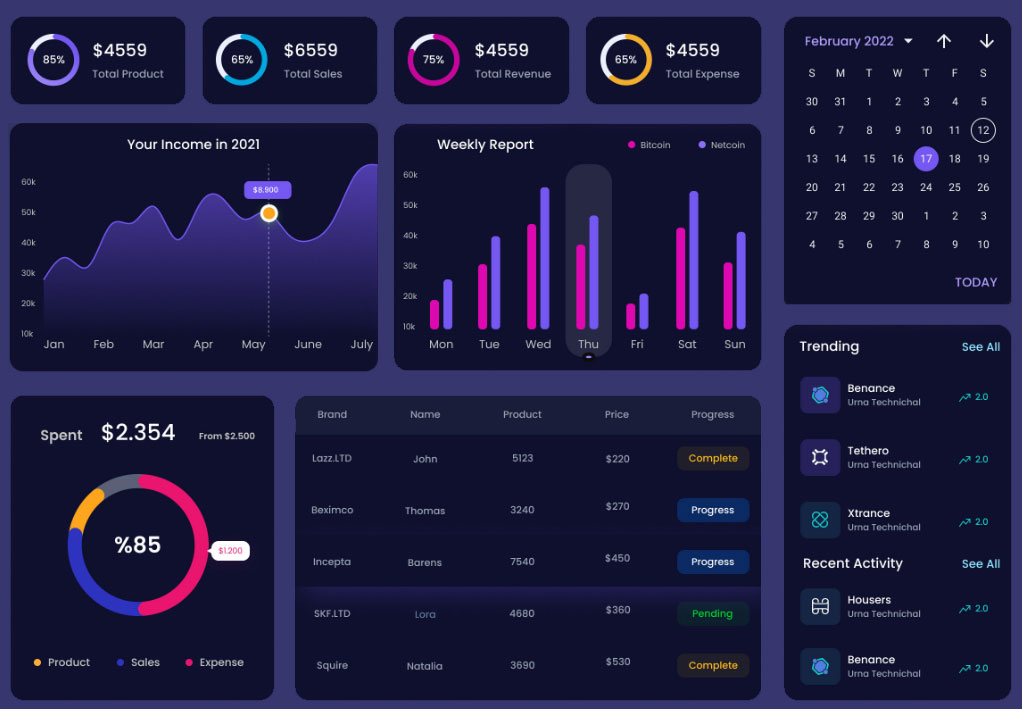 85%
$4559
Total Product
65%
$6559
Total Sales
75%
$4559
Total Revenue
65%
$4559
Total Expense
Your Income in 2021
$8.900
60k
50k
40k
30k
20k
10k
Jan Feb Mar Apr May June July
Weekly Report
Bitcoin Netcoin
60k
50k
40k
30k
20k
10k
Mon Tue Wed Thu Fri Sat Sun
February 2022
S M T W T F S
30 31 1 2 3 4 5
6 7 8 9 10 11 12
13 14 15 16 17 18 19
20 21 22 23 24 25 26
27 28 29 30 1 2 3
4 5 6 7 8 9 10
TODAY
Spent $2.354 From $2.500
%85
$1.200
Product Sales Expense
Brand Name Product Price Progress
Lazz.LTD John 5123 $220 Complete
Beximco Thomas 3240 $270 Progress
Incepta Barens 7540 $450 Progress
SKF.LTD Lora 4680 $360 Pending
Squire Natalia 3690 $530 Complete
Trending See All
Benance
Urna Technichal
2.0
Tethero
Urna Technichal
2.0
Xtrance
Urna Technichal
2.0
Recent Activity See All
Housers
Urna Technichal
2.0
Benance
Urna Technichal
2.0